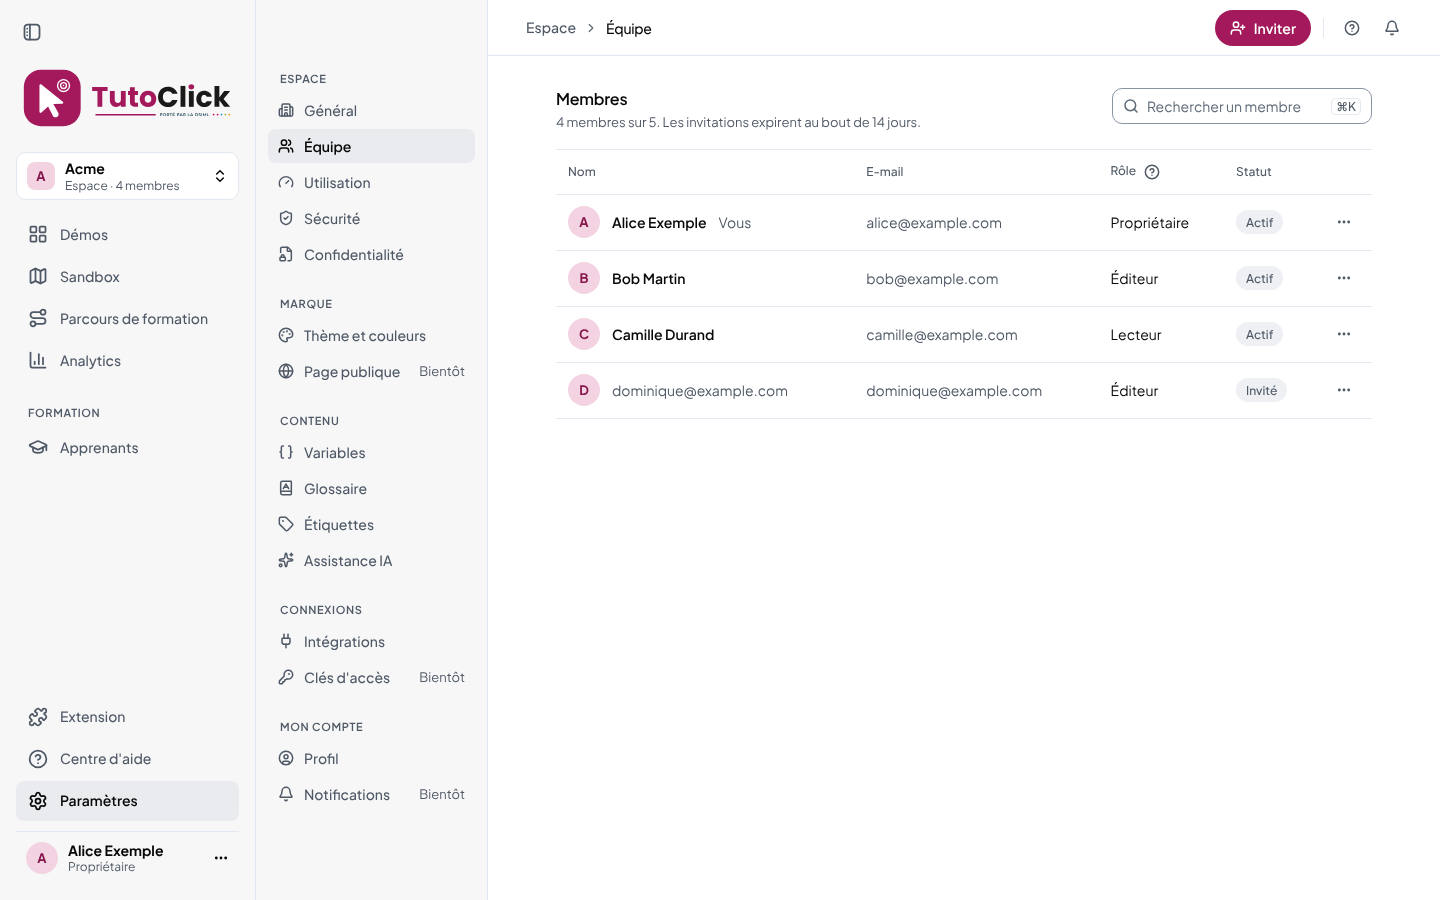 TutoClick
PORTÉ PAR LA DSIML
A
Acme
Espace · 4 membres
Démos
Sandbox
Parcours de formation
Analytics
FORMATION
Apprenants
Extension
Centre d'aide
Paramètres
A
Alice Exemple
Propriétaire
ESPACE
Général
Équipe
Utilisation
Sécurité
Confidentialité
MARQUE
Thème et couleurs
Page publique Bientôt
CONTENU
Variables
Glossaire
Étiquettes
Assistance IA
CONNEXIONS
Intégrations
Clés d'accès Bientôt
MON COMPTE
Profil
Notifications Bientôt
Espace > Équipe
Inviter
Membres
4 membres sur 5. Les invitations expirent au bout de 14 jours.
Rechercher un membre ⌘K
Nom E-mail Rôle Statut
A Alice Exemple Vous alice@example.com Propriétaire Actif
B Bob Martin bob@example.com Éditeur Actif
C Camille Durand camille@example.com Lecteur Actif
D dominique@example.com dominique@example.com Éditeur Invité